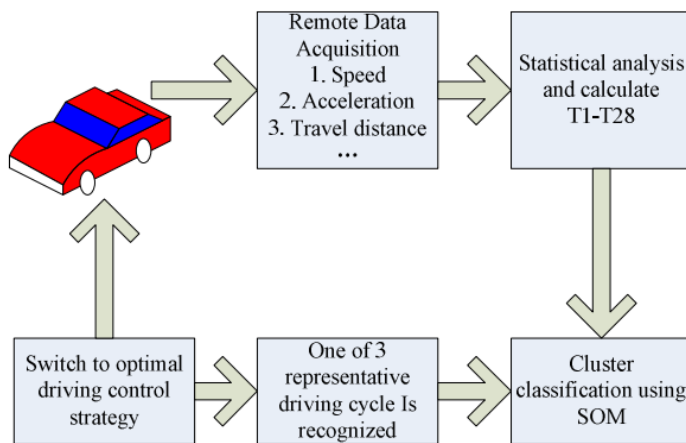 Remote Data
Acquisition
1. Speed
2. Acceleration
3. Travel distance
...
Statistical analysis
and calculate
T1-T28
Switch to optimal
driving control
strategy
One of 3
representative
driving cycle Is
recognized
Cluster
classification using
SOM